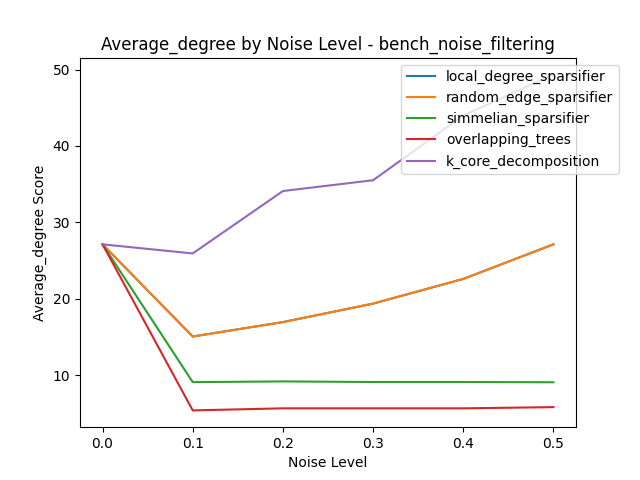 Average_degree by Noise Level - bench_noise_filtering
local_degree_sparsifier
random_edge_sparsifier
simmelian_sparsifier
overlapping_trees
k_core_decomposition
Average_degree Score
50
40
30
20
10
0.0 0.1 0.2 0.3 0.4 0.5
Noise Level